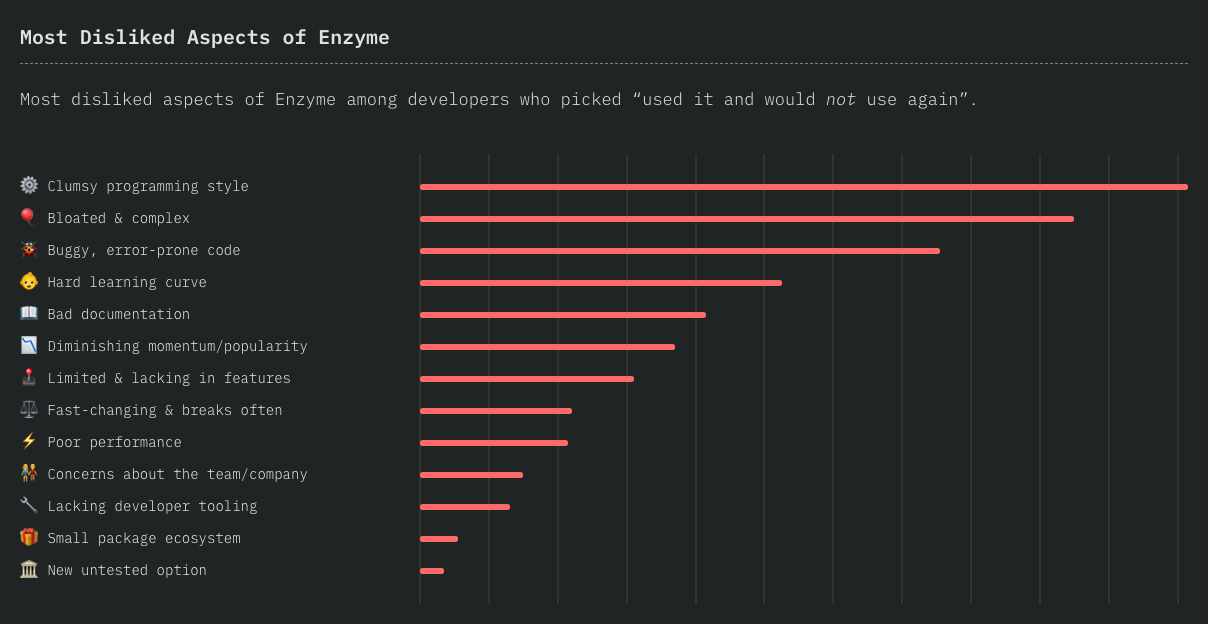 Most Disliked Aspects of Enzyme
Most disliked aspects of Enzyme among developers who picked “used it and would not use again”.
Clumsy programming style
Bloated & complex
Buggy, error-prone code
Hard learning curve
Bad documentation
Diminishing momentum/popularity
Limited & lacking in features
Fast-changing & breaks often
Poor performance
Concerns about the team/company
Lacking developer tooling
Small package ecosystem
New untested option